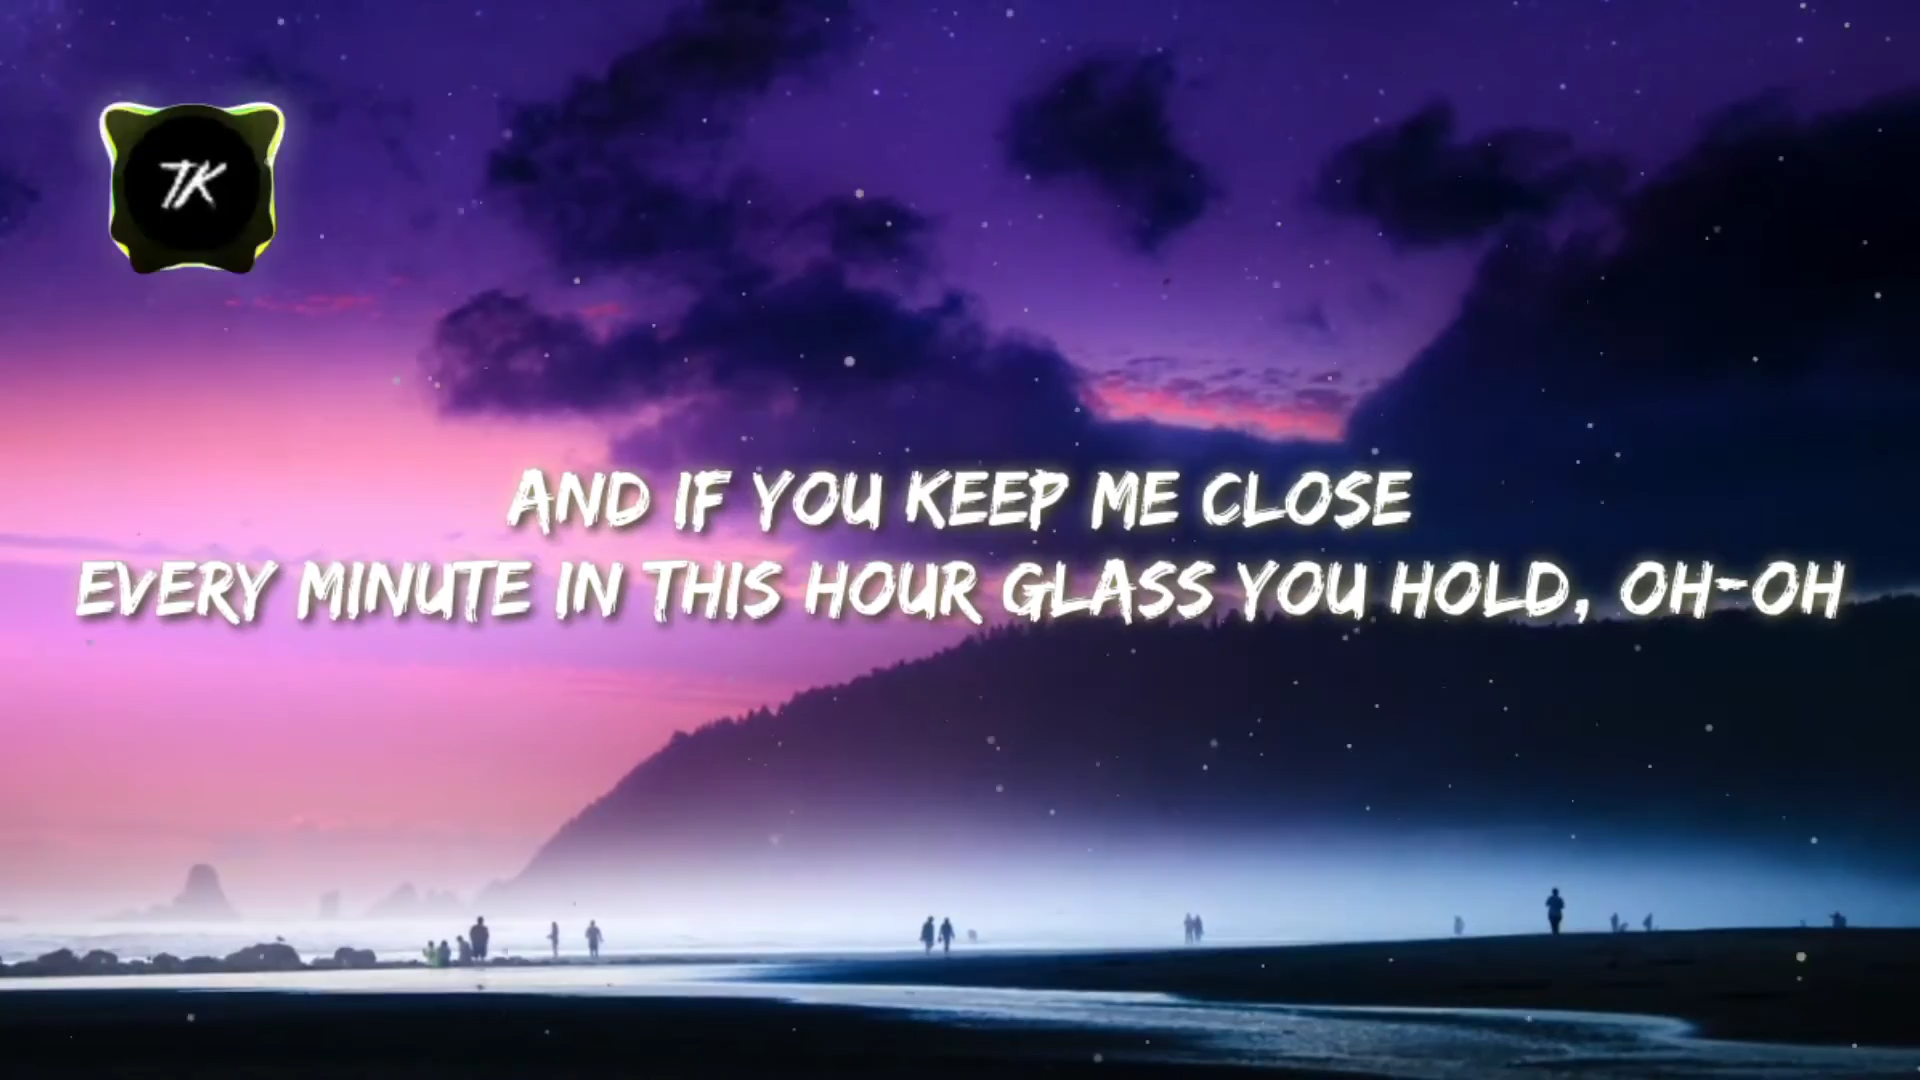 TK
AND IF YOU KEEP ME CLOSE
EVERY MINUTE IN THIS HOUR GLASS YOU HOLD, OH-OH